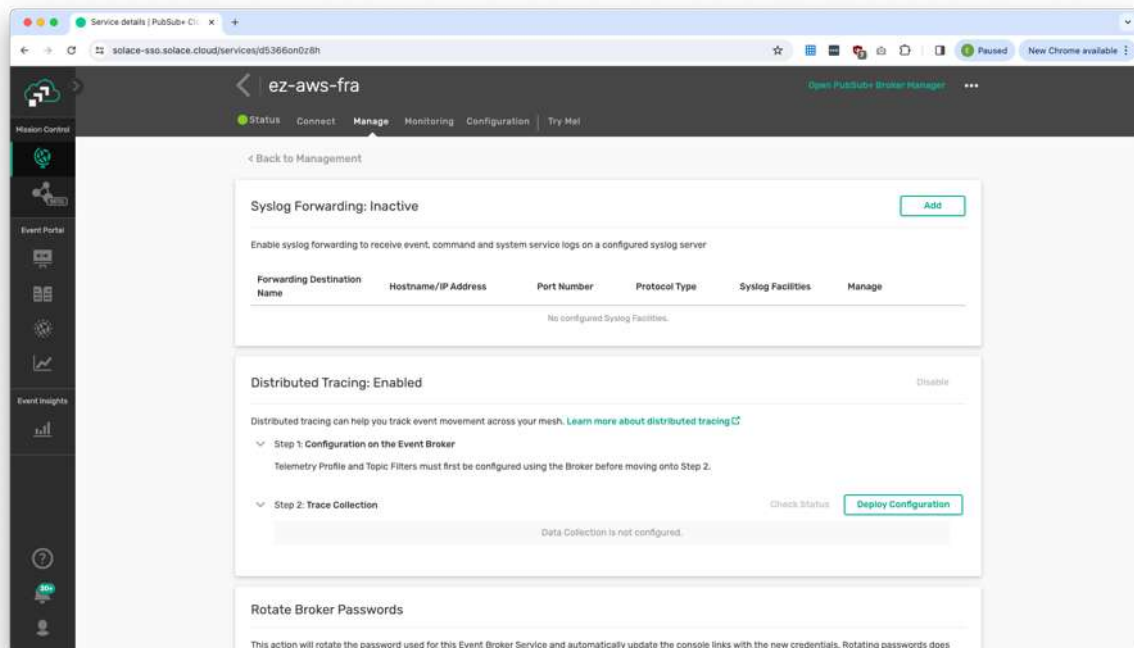 Service details | PubSub+ Cl
solace-sso.solace.cloud/services/d5366on0z8h
Paused
New Chrome available
ez-aws-fra
Open PubSub+ Broker Manager
Status Connect Manage Monitoring Configuration Try Me!
Mission Control
< Back to Management
Syslog Forwarding: Inactive
Add
Event Portal
Enable syslog forwarding to receive event, command and system service logs on a configured syslog server
Forwarding Destination Name
Hostname/IP Address
Port Number
Protocol Type
Syslog Facilities
Manage
No configured Syslog Facilities.
Distributed Tracing: Enabled
Disable
Event Insights
Distributed tracing can help you track event movement across your mesh. Learn more about distributed tracing
Step 1: Configuration on the Event Broker
Telemetry Profile and Topic Filters must first be configured using the Broker before moving onto Step 2.
Step 2: Trace Collection
Check Status
Deploy Configuration
Data Collection is not configured.
20+
Rotate Broker Passwords
This action will rotate the password used for this Event Broker Service and automatically update the console links with the new credentials. Rotating passwords does